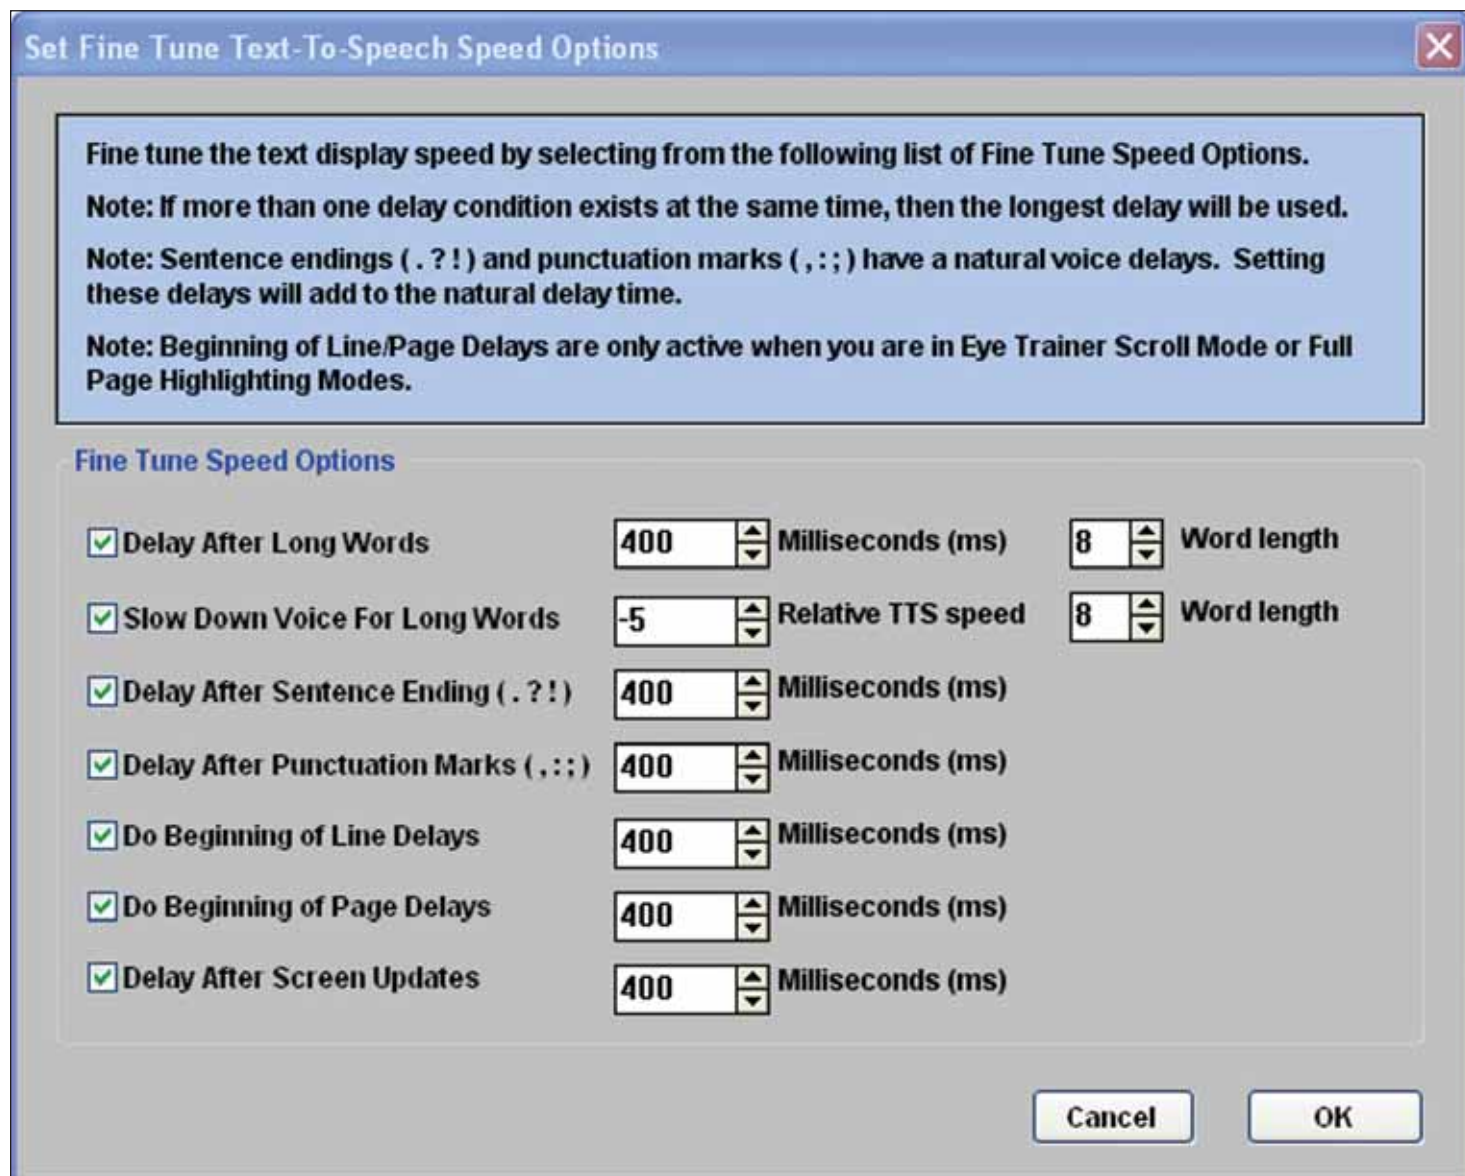 Set Fine Tune Text-To-Speech Speed Options
Fine tune the text display speed by selecting from the following list of Fine Tune Speed Options.
Note: If more than one delay condition exists at the same time, then the longest delay will be used.
Note: Sentence endings ( . ? ! ) and punctuation marks ( , : ; ) have a natural voice delays.  Setting
these delays will add to the natural delay time.
Note: Beginning of Line/Page Delays are only active when you are in Eye Trainer Scroll Mode or Full
Page Highlighting Modes.
Fine Tune Speed Options
Delay After Long Words 400 Milliseconds (ms) 8 Word length
Slow Down Voice For Long Words -5 Relative TTS speed 8 Word length
Delay After Sentence Ending ( . ? ! ) 400 Milliseconds (ms)
Delay After Punctuation Marks ( , : ; ) 400 Milliseconds (ms)
Do Beginning of Line Delays 400 Milliseconds (ms)
Do Beginning of Page Delays 400 Milliseconds (ms)
Delay After Screen Updates 400 Milliseconds (ms)
Cancel OK